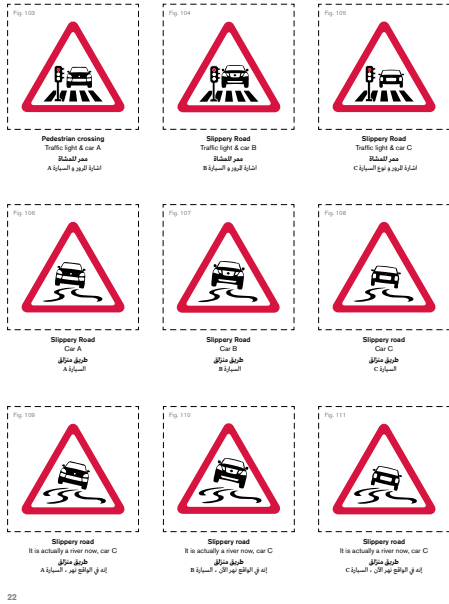 Fig. 103
Pedestrian crossing
Traffic light & car A
ممر للمشاة
اشارة المرور و السيارة A
Fig. 104
Slippery Road
Traffic light & car B
ممر للمشاة
اشارة المرور و السيارة B
Fig. 105
Slippery Road
Traffic light & car C
ممر للمشاة
اشارة المرور و نوع السيارة C
Fig. 106
Slippery Road
Car A
طريق منزلق
السيارة A
Fig. 107
Slippery Road
Car B
طريق منزلق
السيارة B
Fig. 108
Slippery road
Car C
طريق منزلق
السيارة C
Fig. 109
Slippery road
It is actually a river now, car C
طريق منزلق
إنه في الواقع نهر ، السيارة A
Fig. 110
Slippery road
It is actually a river now, car C
طريق منزلق
إنه في الواقع نهر الآن ، السيارة B
Fig. 111
Slippery road
It is actually a river now, car C
طريق منزلق
إنه في الواقع نهر الآن ، السيارة C
22